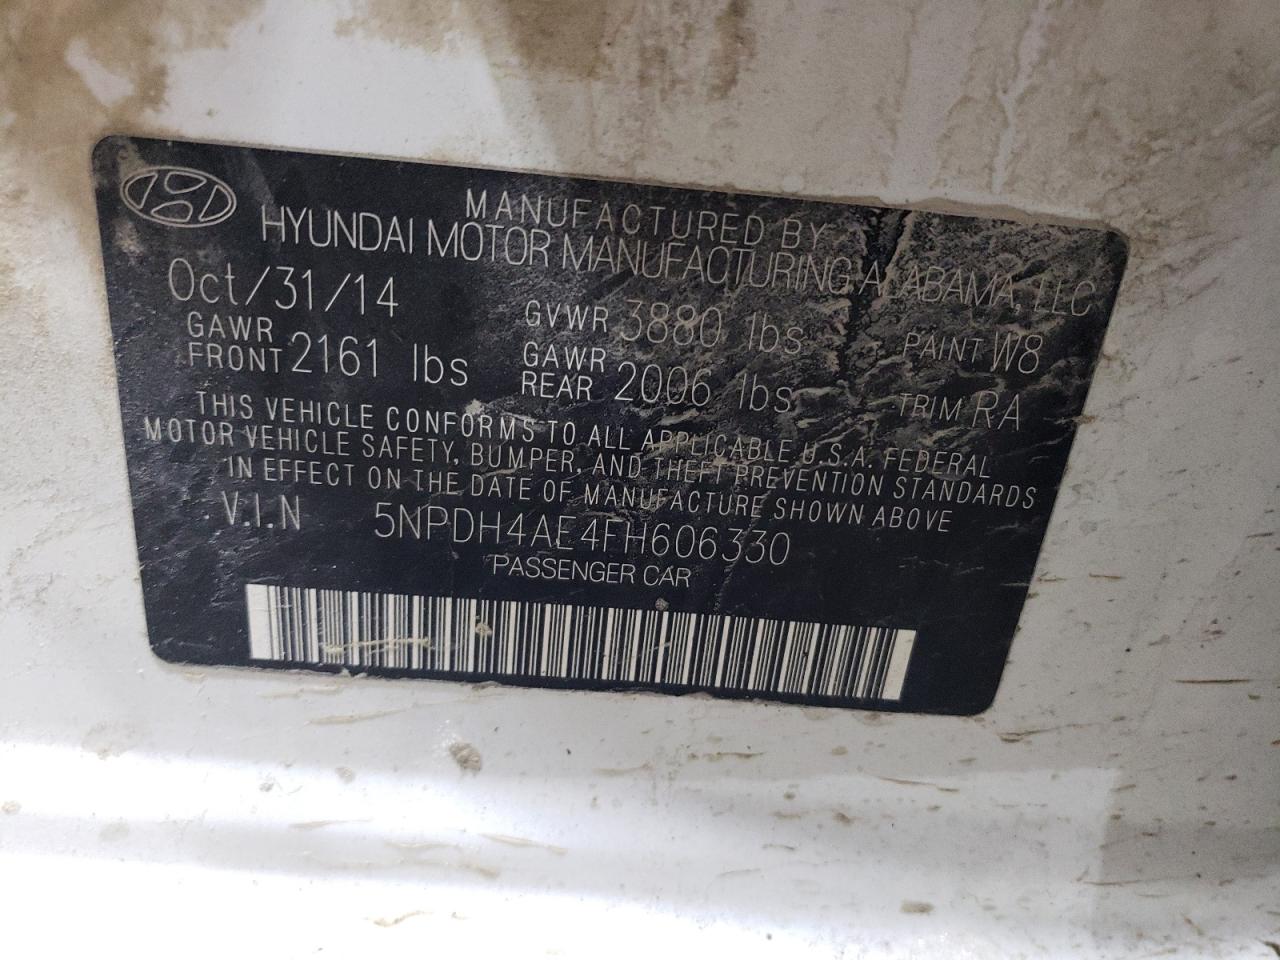 MANUFACTURED BY
HYUNDAI MOTOR MANUFACTURING ALABAMA, LLC
Oct/31/14 GVWR 3880 lbs PAINT W8
GAWR FRONT 2161 lbs GAWR REAR 2006 lbs TRIM RA
THIS VEHICLE CONFORMS TO ALL APPLICABLE U.S.A. FEDERAL
MOTOR VEHICLE SAFETY, BUMPER, AND THEFT PREVENTION STANDARDS
IN EFFECT ON THE DATE OF MANUFACTURE SHOWN ABOVE
V.I.N 5NPDH4AE4FH606330
PASSENGER CAR